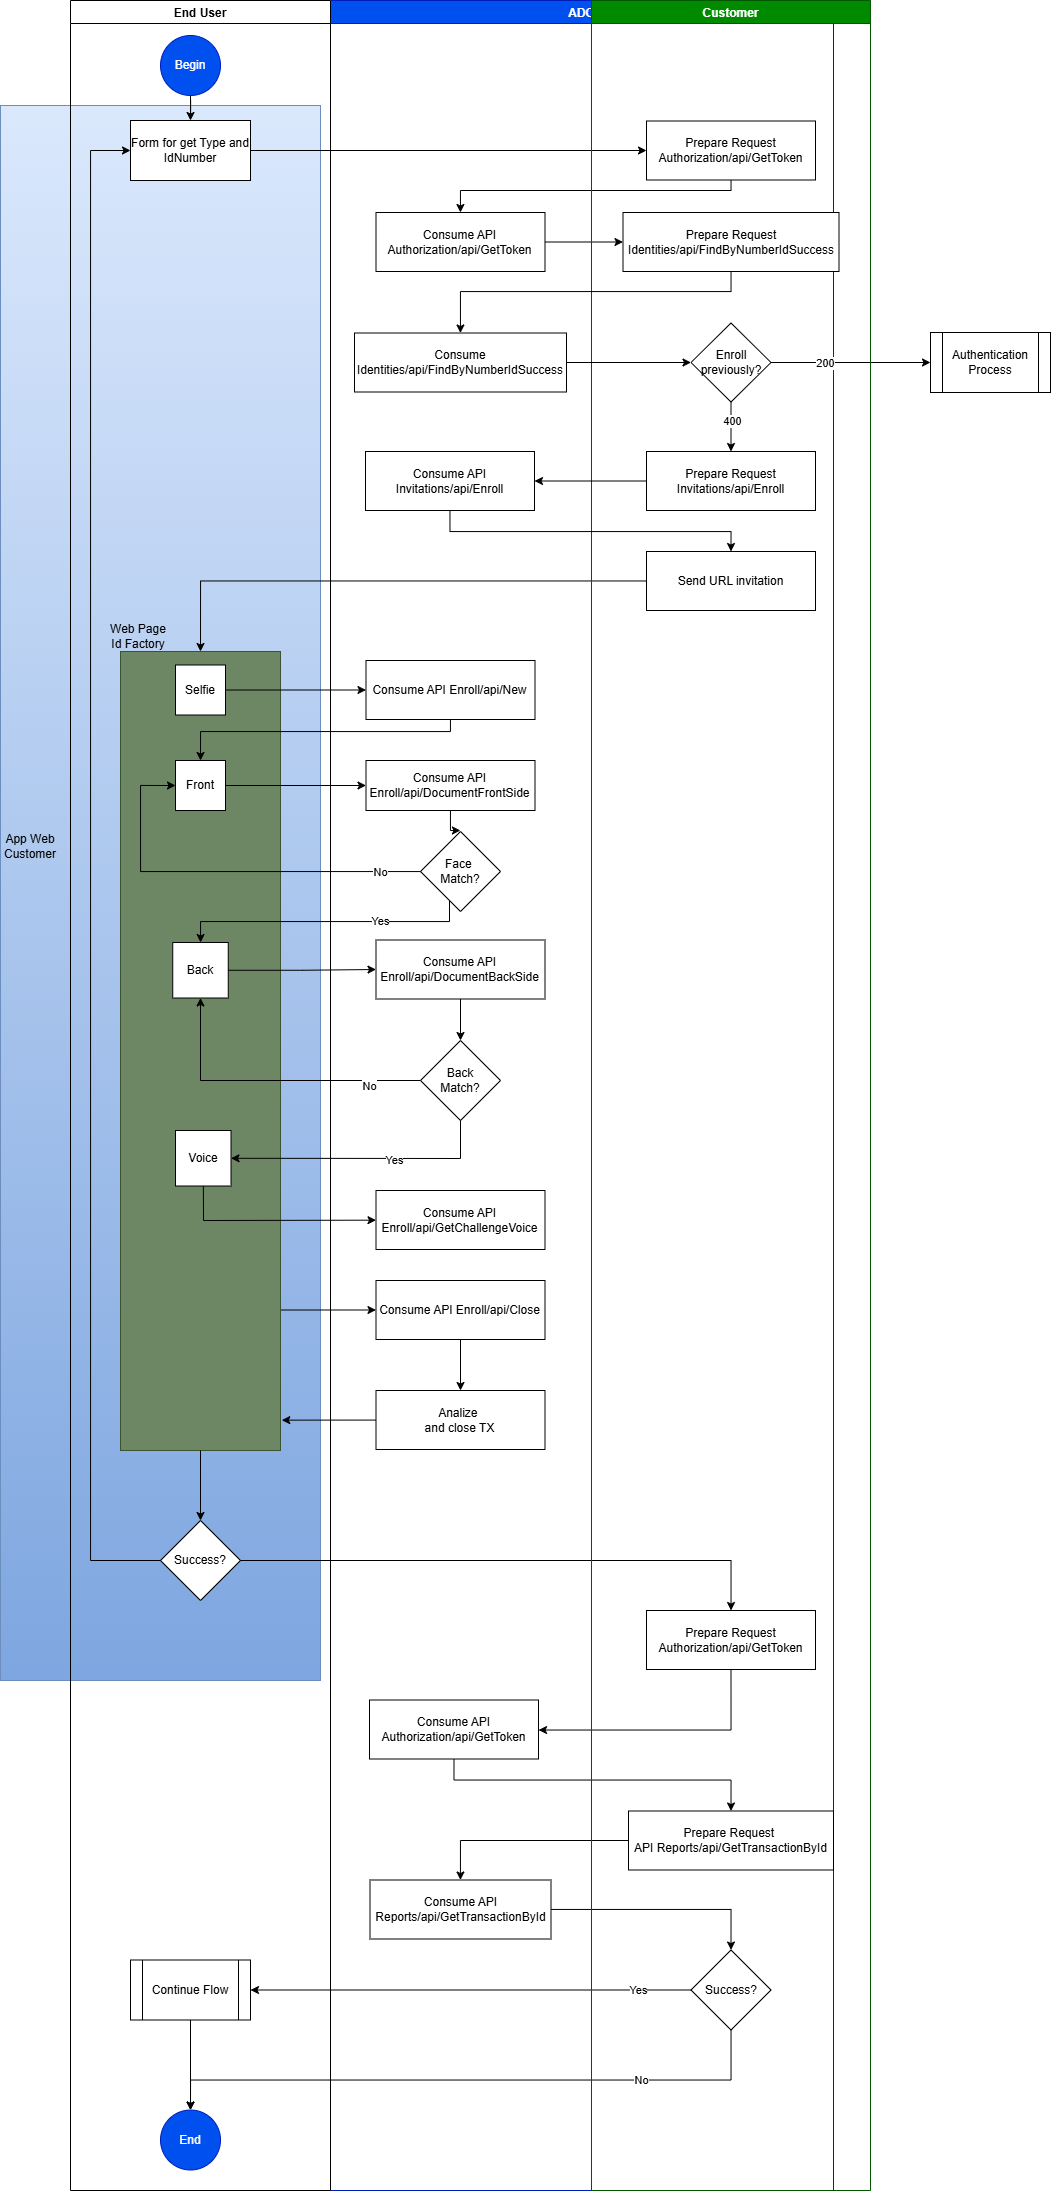 End User
ADO
Customer
Begin
Form for get Type and
IdNumber
Prepare Request
Authorization/api/GetToken
Consume API
Authorization/api/GetToken
Prepare Request
Identities/api/FindByNumberIdSuccess
Consume
Identities/api/FindByNumberIdSuccess
Enroll
previously?
200
Authentication
Process
400
Consume API
Invitations/api/Enroll
Prepare Request
Invitations/api/Enroll
Send URL invitation
Web Page
Id Factory
Selfie
Consume API Enroll/api/New
Front
Consume API
Enroll/api/DocumentFrontSide
App Web
Customer
Face
Match?
No
Yes
Back
Consume API
Enroll/api/DocumentBackSide
Back
Match?
No
Voice
Yes
Consume API
Enroll/api/GetChallengeVoice
Consume API Enroll/api/Close
Analize
and close TX
Success?
Prepare Request
Authorization/api/GetToken
Consume API
Authorization/api/GetToken
Prepare Request
API Reports/api/GetTransactionById
Consume API
Reports/api/GetTransactionById
Continue Flow
Yes
Success?
No
End